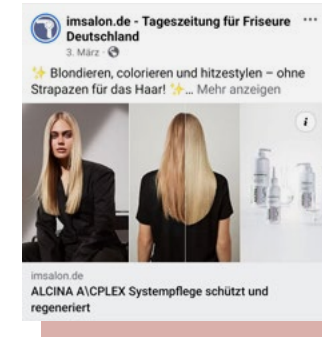 imsalon.de - Tageszeitung für Friseure
Deutschland
3. März ·
✨ Blondieren, colorieren und hitzestylen – ohne
Strapazen für das Haar! ✨... Mehr anzeigen
i
imsalon.de
ALCINA A\CPLEX Systempflege schützt und
regeneriert